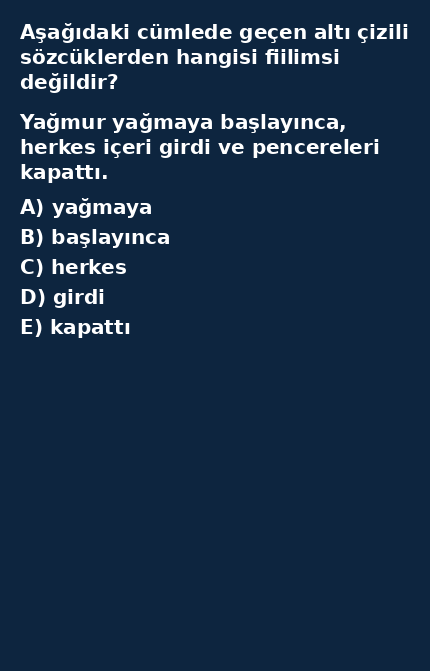 Aşağıdaki cümlede geçen altı çizili
sözcüklerden hangisi fiilimsi
değildir?
Yağmur yağmaya başlayınca,
herkes içeri girdi ve pencereleri
kapattı.
A) yağmaya
B) başlayınca
C) herkes
D) girdi
E) kapattı